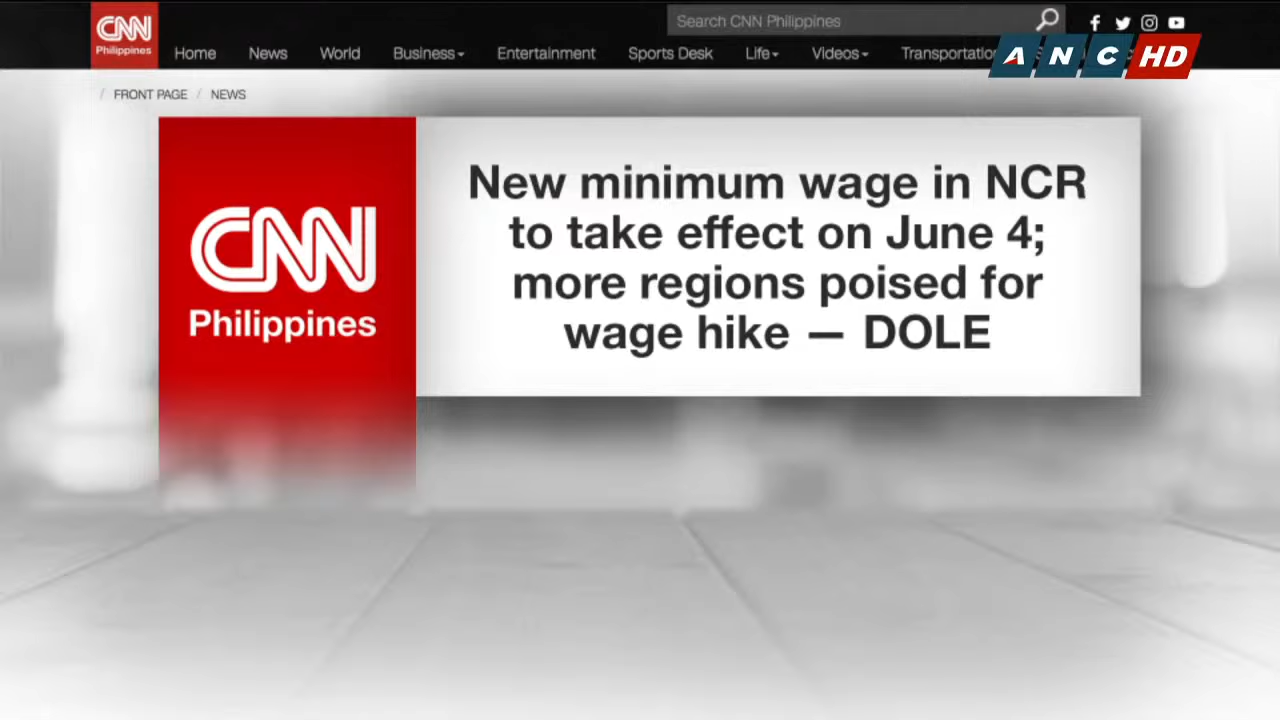 CNN
Philippines
Search CNN Philippines
Home News World Business Entertainment Sports Desk Life Videos
ANC HD
/ FRONT PAGE / NEWS
CNN
Philippines
New minimum wage in NCR
to take effect on June 4;
more regions poised for
wage hike — DOLE